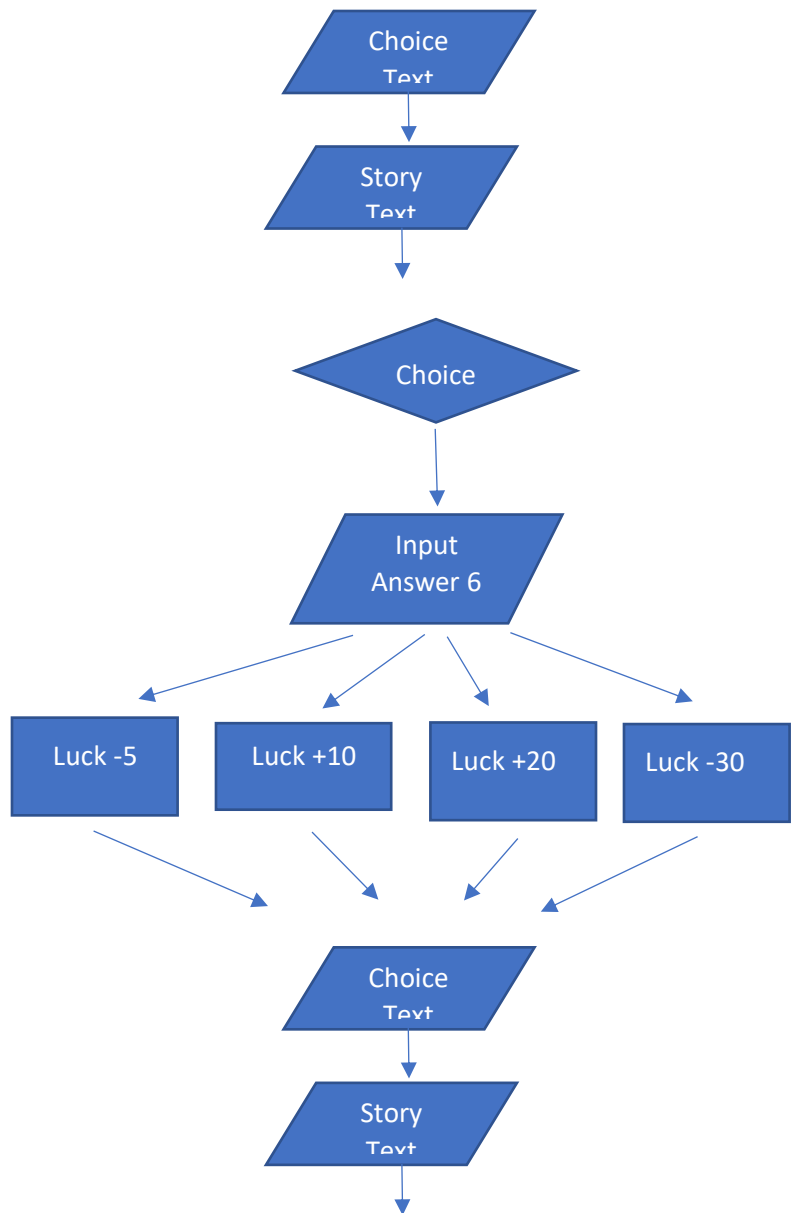 Choice
Text
Story
Text
Choice
Input
Answer 6
Luck -5
Luck +10
Luck +20
Luck -30
Choice
Text
Story
Text